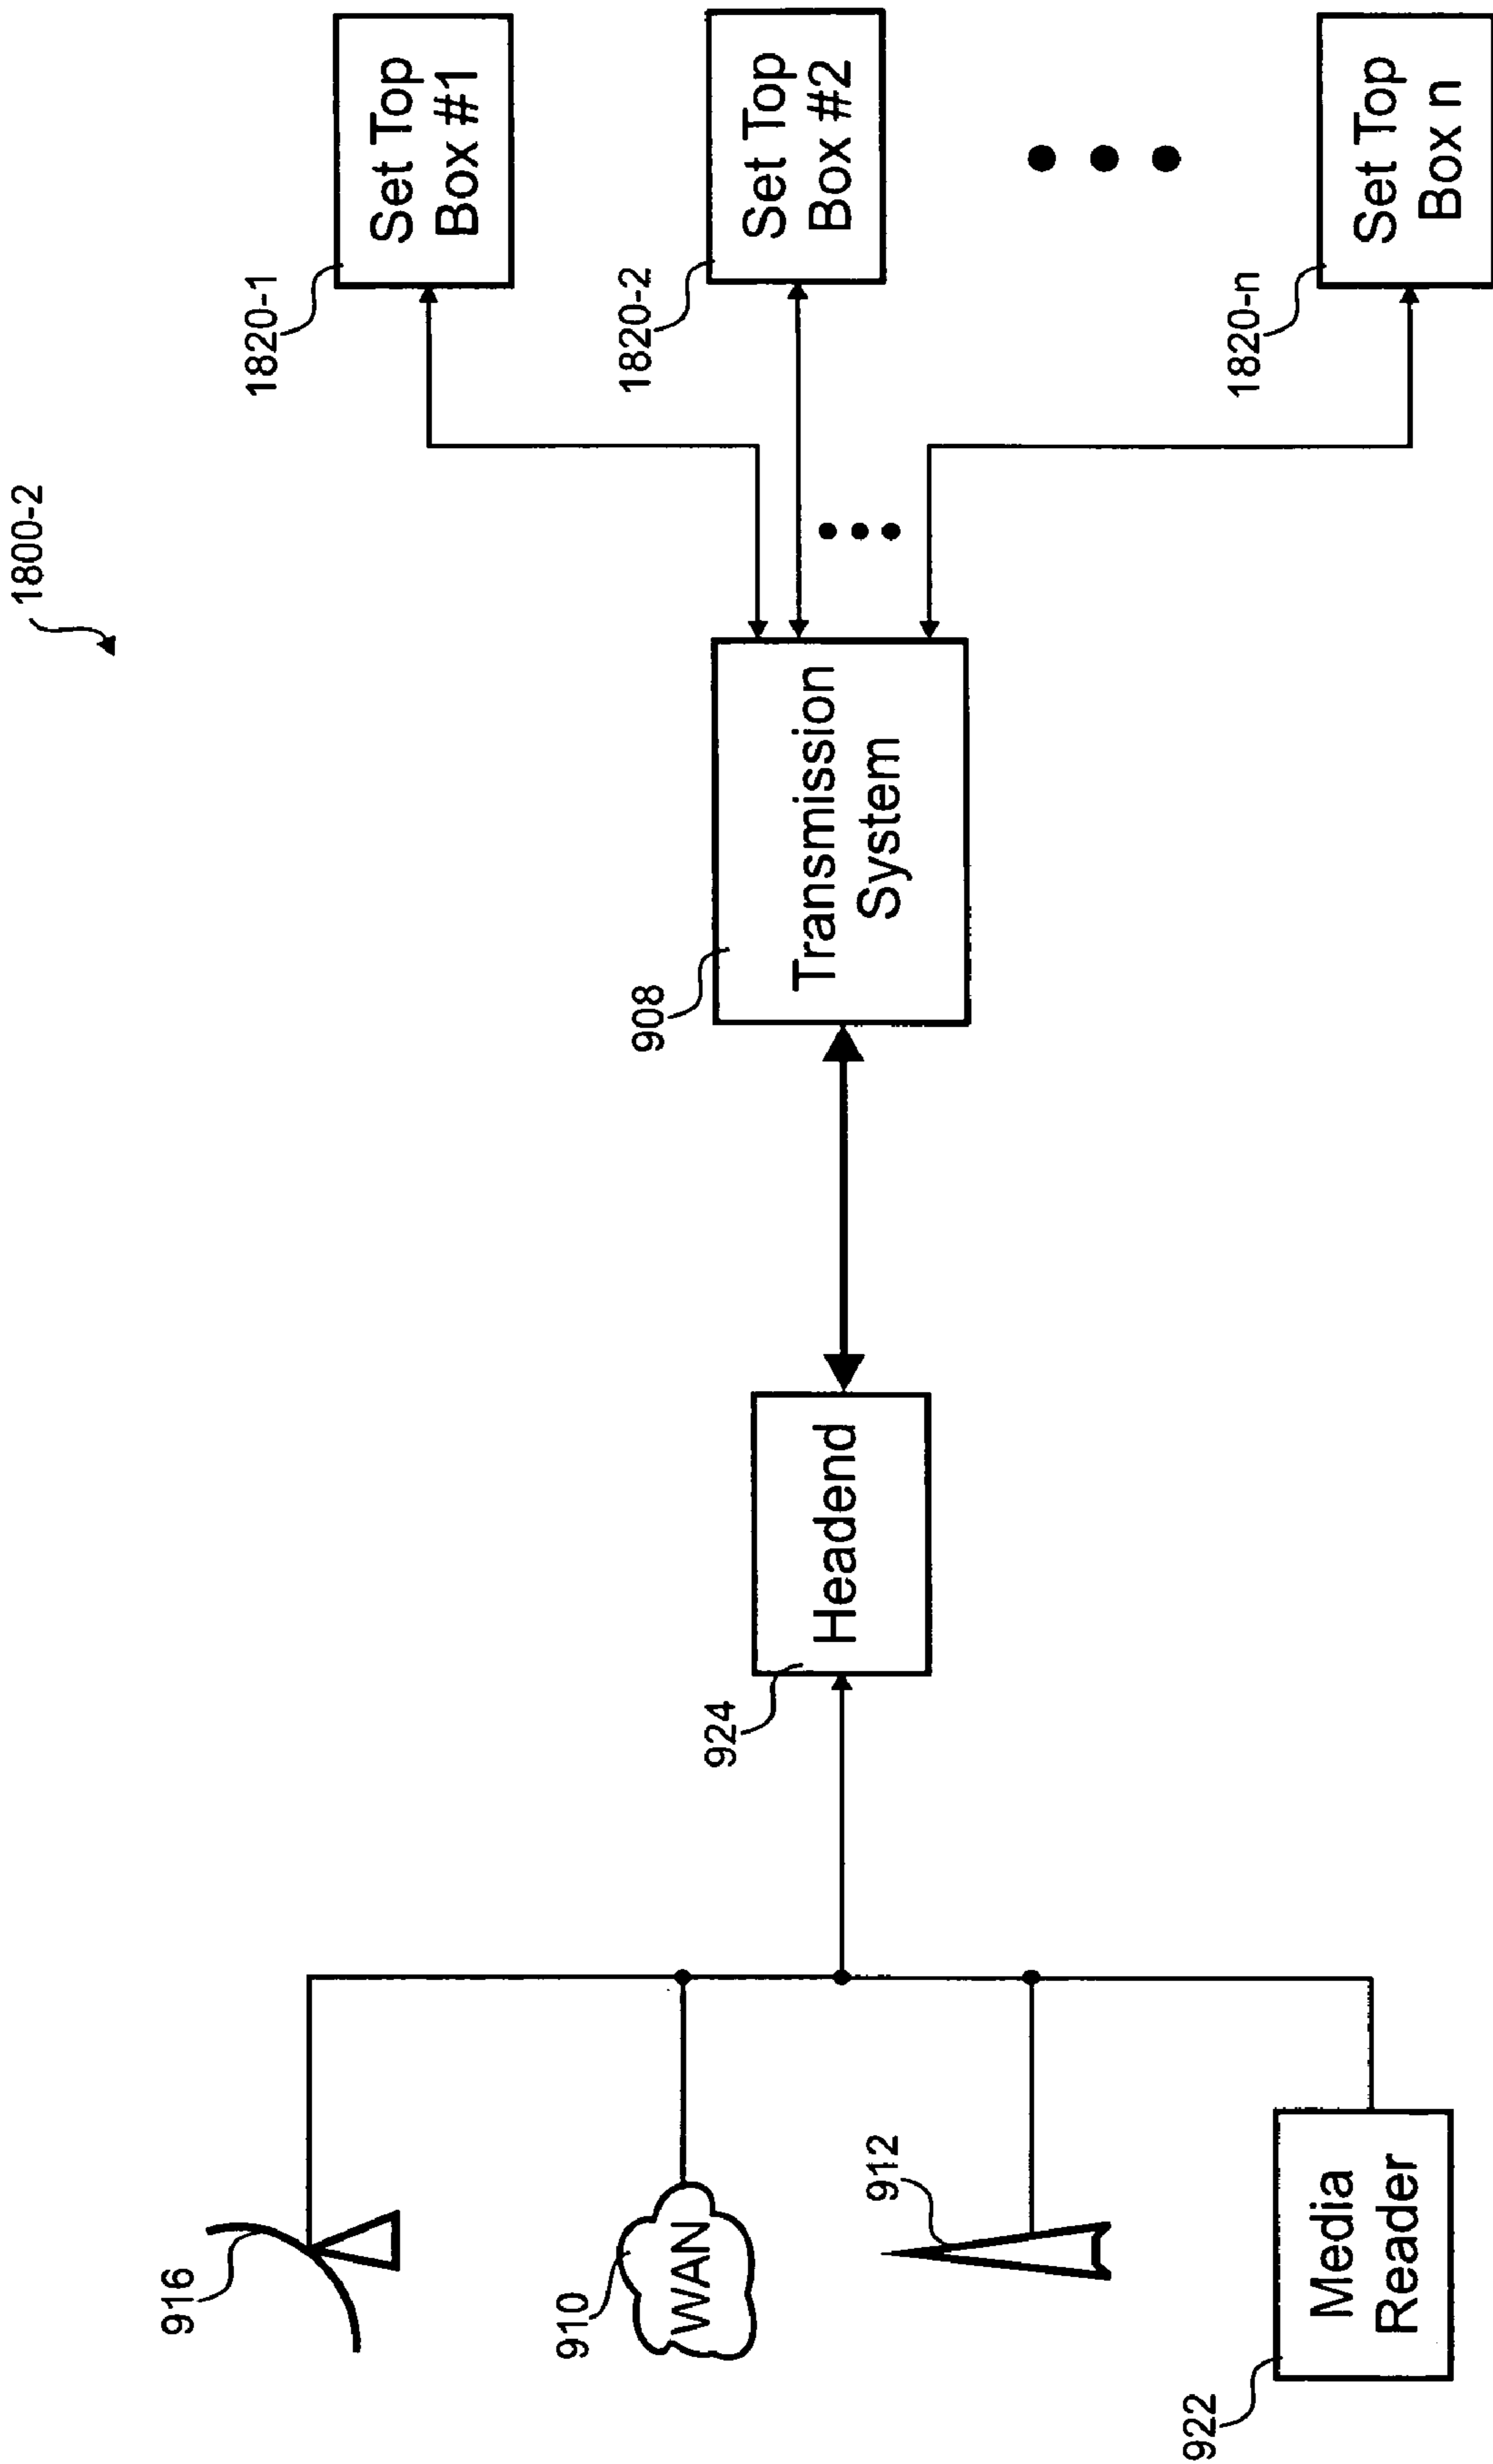 1800-2
916
910
WAN
912
922
Media
Reader
924
Headend
908
Transmission
System
1820-1
Set Top
Box #1
1820-2
Set Top
Box #2
1820-n
Set Top
Box n